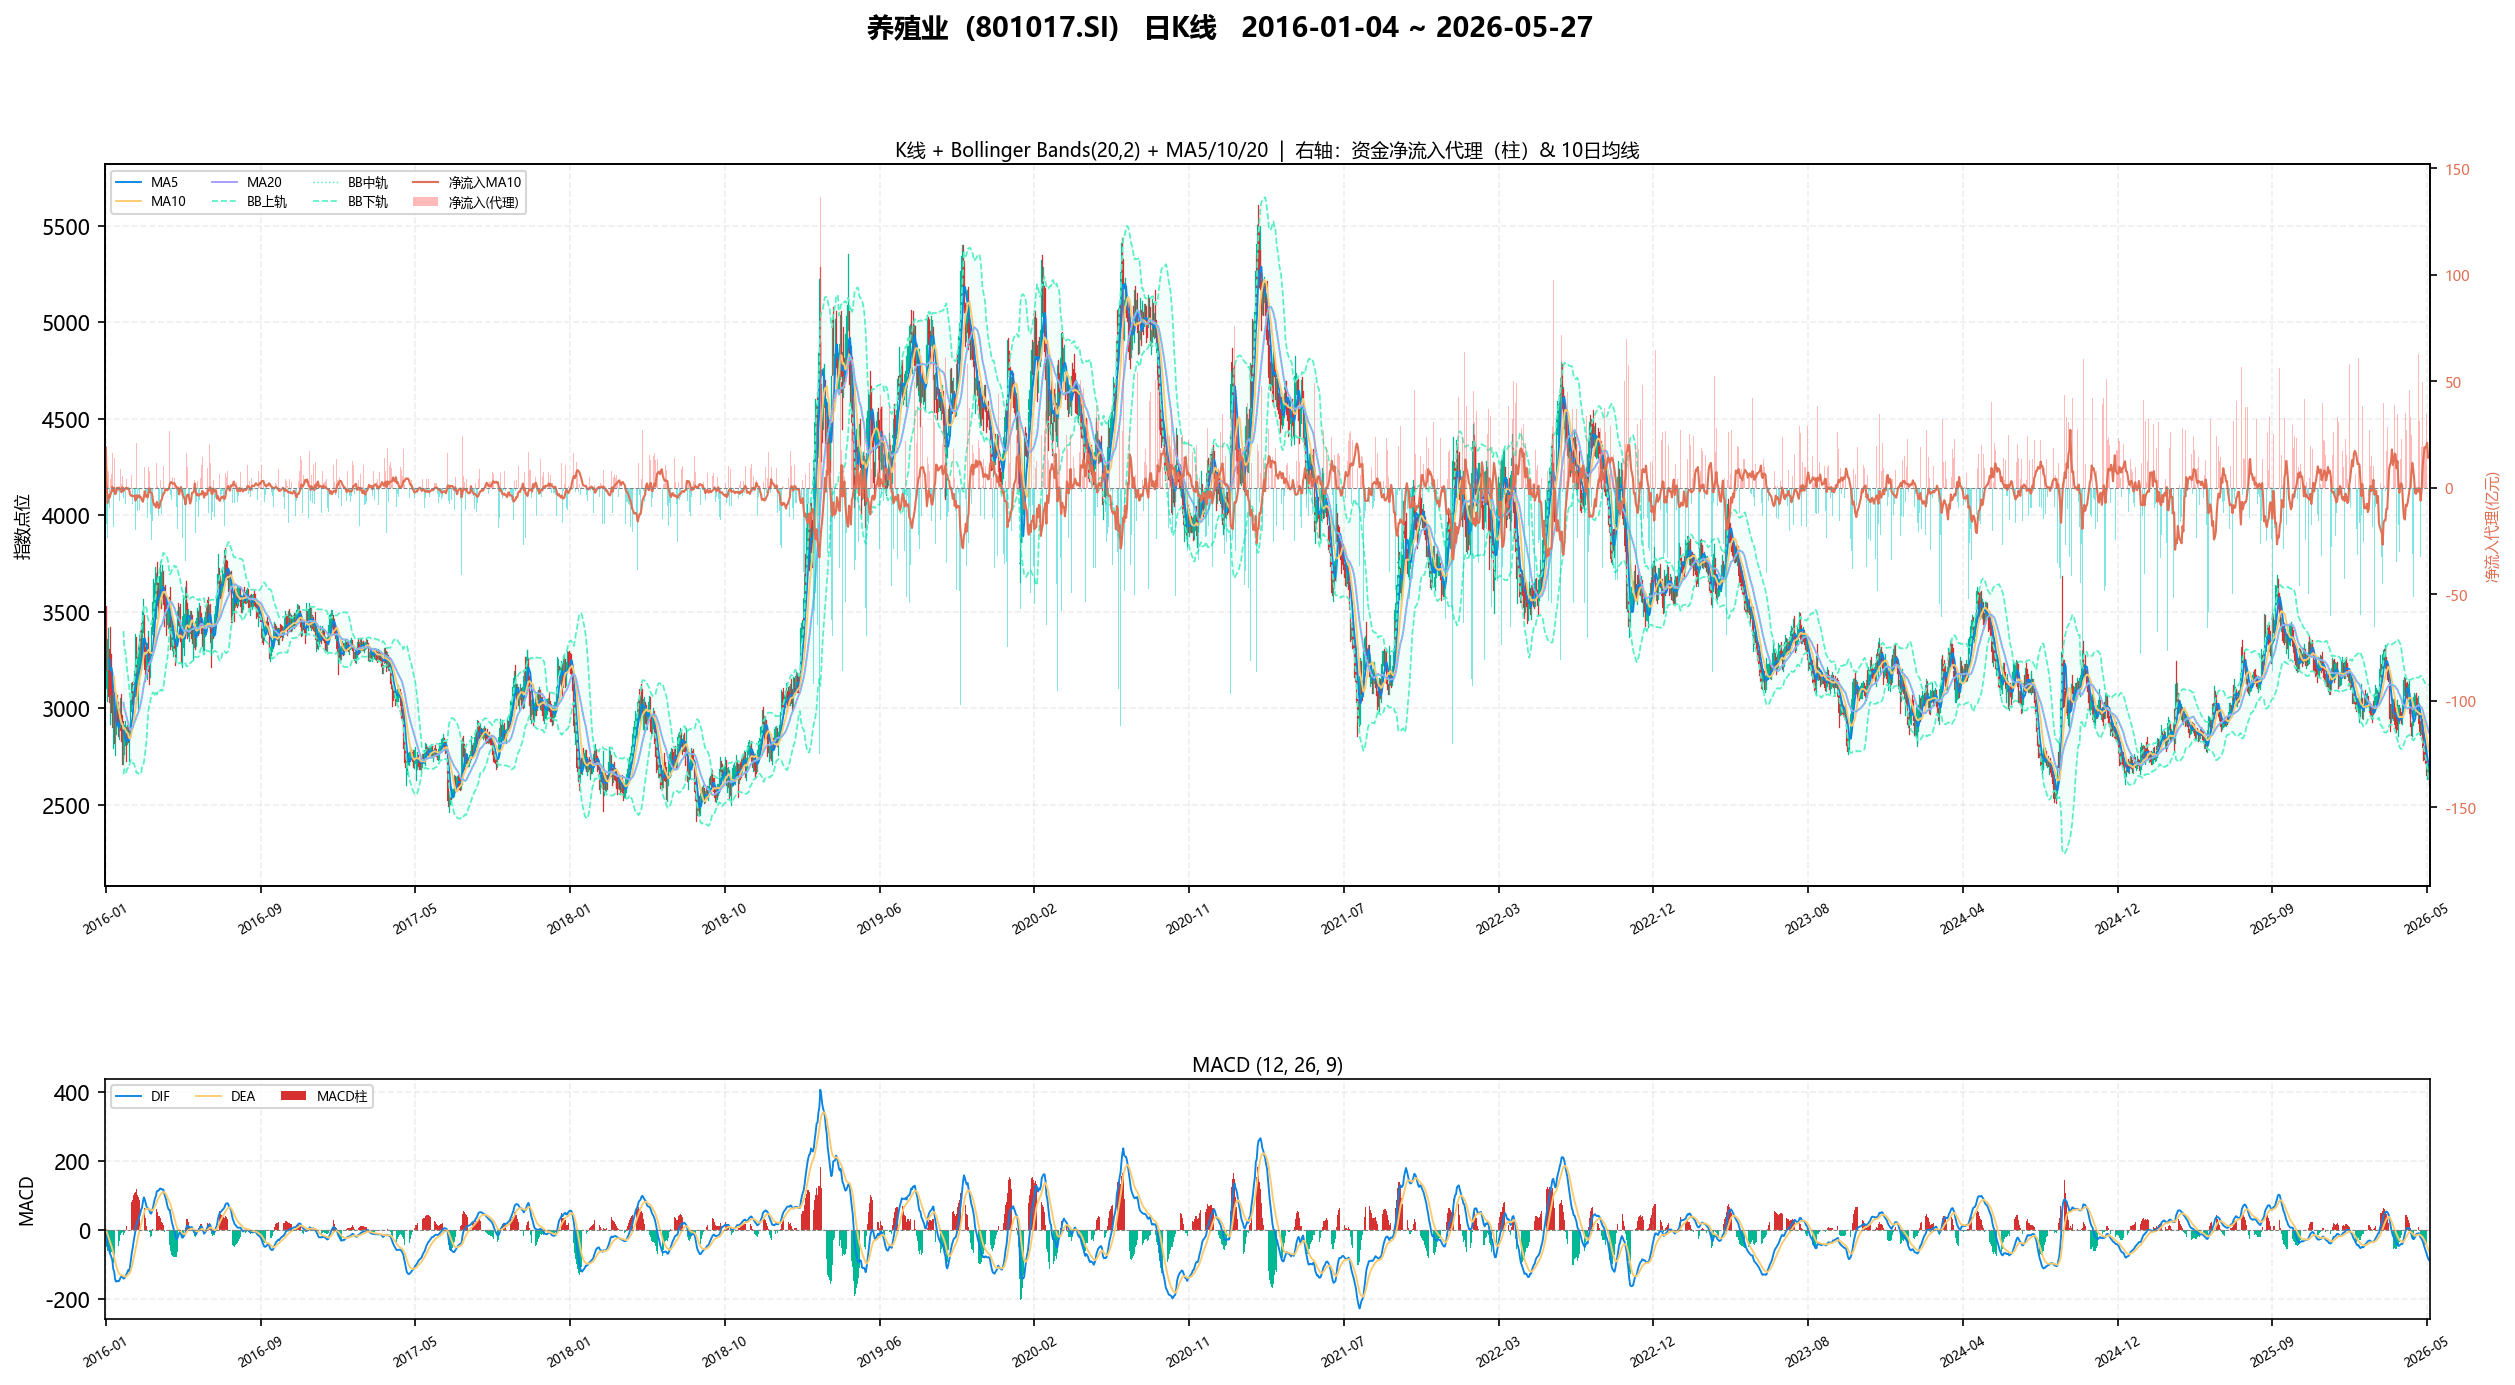 养殖业 (801017.SI) 日K线 2016-01-04 ~ 2026-05-27
K线 + Bollinger Bands(20,2) + MA5/10/20 | 右轴：资金净流入代理（柱）& 10日均线
MA5 MA20 BB中轨 净流入MA10
MA10 BB上轨 BB下轨 净流入(代理)
指数点位
5500
5000
4500
4000
3500
3000
2500
150
100
50
0
-50
-100
-150
净流入代理(亿元)
2016-01 2016-09 2017-05 2018-01 2018-10 2019-06 2020-02 2020-11 2021-07 2022-03 2022-12 2023-08 2024-04 2024-12 2025-09 2026-05
MACD (12, 26, 9)
DIF DEA MACD柱
MACD
400
200
0
-200
2016-01 2016-09 2017-05 2018-01 2018-10 2019-06 2020-02 2020-11 2021-07 2022-03 2022-12 2023-08 2024-04 2024-12 2025-09 2026-05